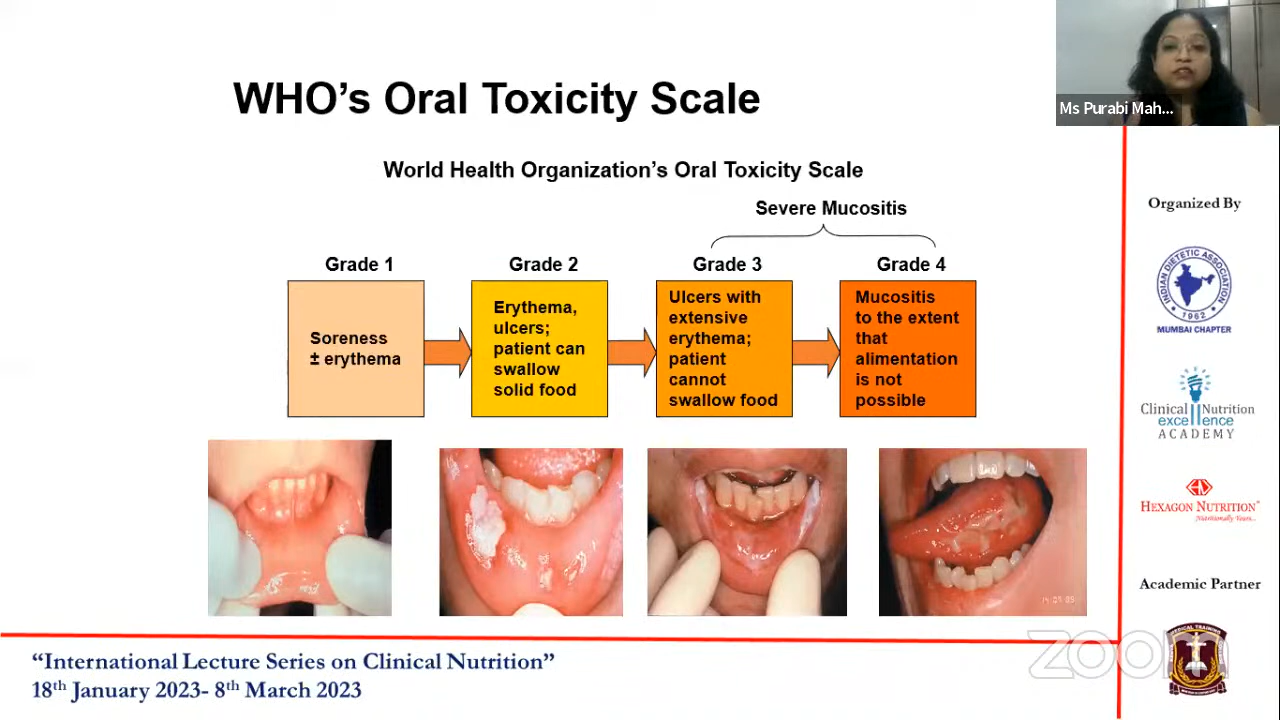 WHO's Oral Toxicity Scale
Ms Purabi Mah...
World Health Organization's Oral Toxicity Scale
Severe Mucositis
Grade 1
Grade 2
Grade 3
Grade 4
Soreness
± erythema
Erythema,
ulcers;
patient can
swallow
solid food
Ulcers with
extensive
erythema;
patient
cannot
swallow food
Mucositis
to the extent
that
alimentation
is not
possible
Organized By
INDIAN DIETETIC ASSOCIATION
1962
MUMBAI CHAPTER
Clinical Nutrition
excellence
ACADEMY
HEXAGON NUTRITION
Nutritionally Yours...
Academic Partner
“International Lecture Series on Clinical Nutrition”
18th January 2023- 8th March 2023
zoom